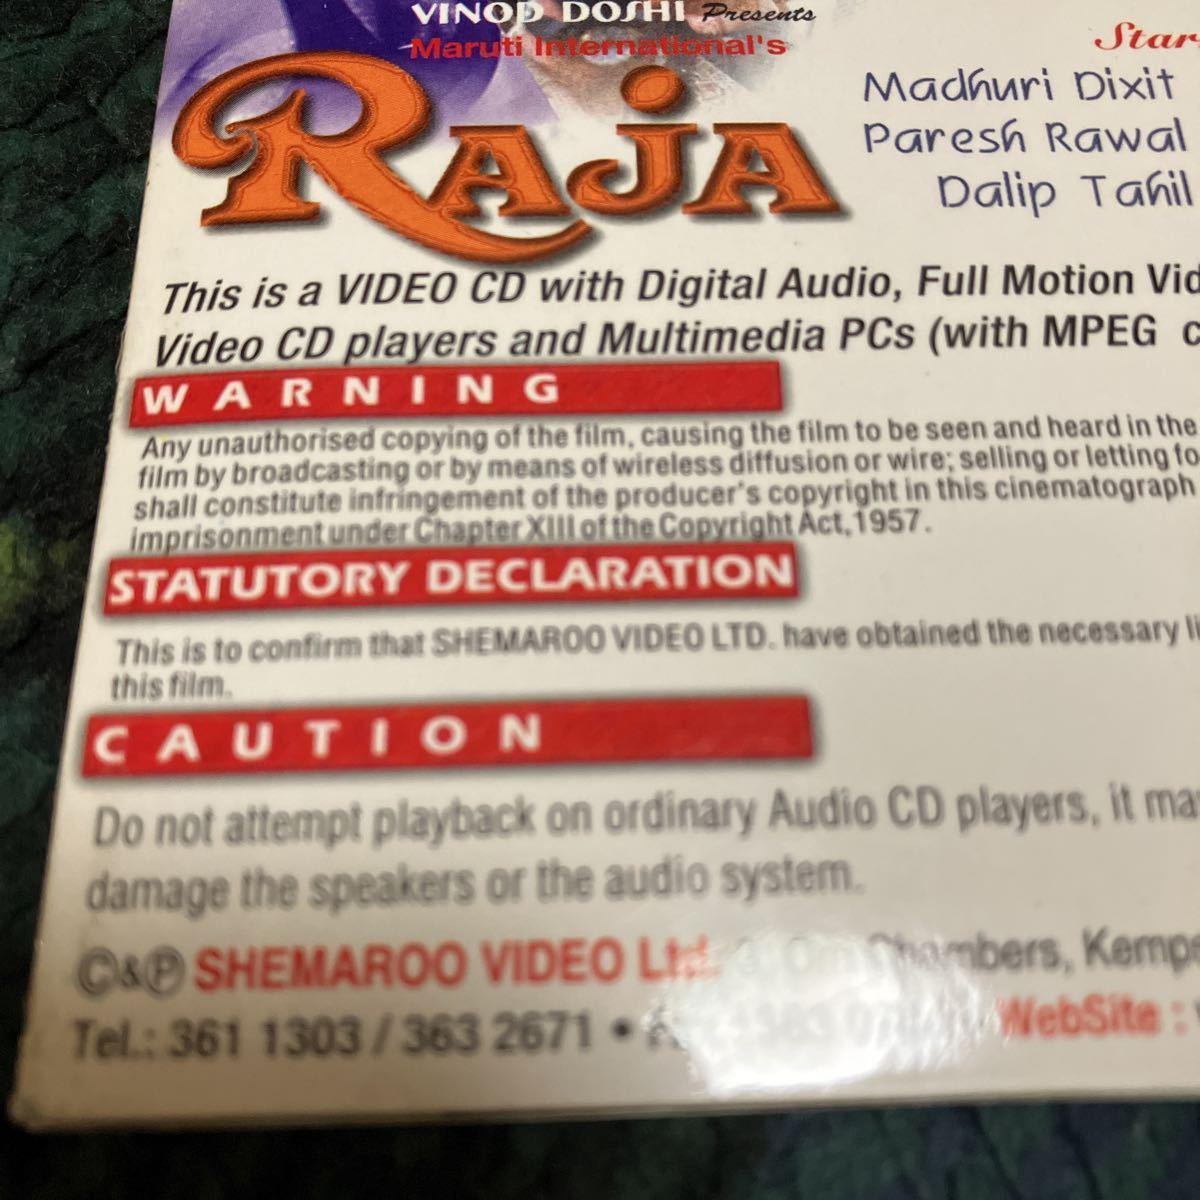 VINOD DOSHI Presents
Maruti International's
RAJA
Star
Madhuri Dixit
Paresh Rawal
Dalip Tahil
This is a VIDEO CD with Digital Audio, Full Motion Vid
Video CD players and Multimedia PCs (with MPEG c
WARNING
Any unauthorised copying of the film, causing the film to be seen and heard in the
film by broadcasting or by means of wireless diffusion or wire; selling or letting fo
shall constitute infringement of the producer's copyright in this cinematograph
imprisonment under Chapter XIII of the Copyright Act, 1957.
STATUTORY DECLARATION
This is to confirm that SHEMAROO VIDEO LTD. have obtained the necessary li
this film.
CAUTION
Do not attempt playback on ordinary Audio CD players, it ma
damage the speakers or the audio system.
©&℗ SHEMAROO VIDEO Ltd. Chambers, Kemp
Tel.: 361 1303 / 363 2671 • WebSite :